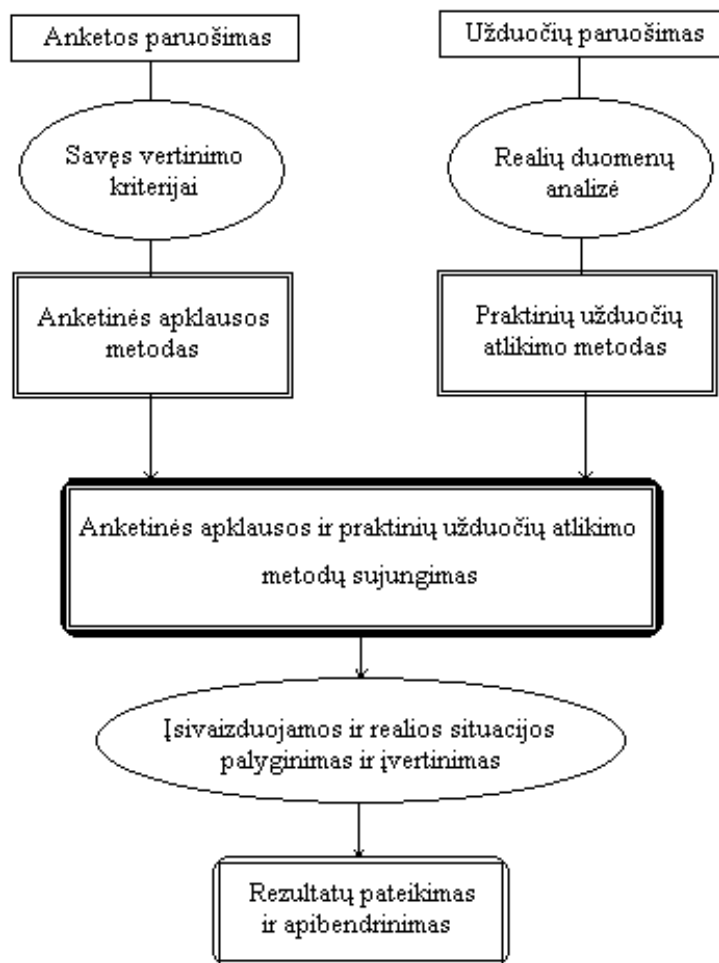 Anketos paruošimas
Užduočių paruošimas
Savęs vertinimo
kriterijai
Realių duomenų
analizė
Anketinės apklausos
metodas
Praktinių užduočių
atlikimo metodas
Anketinės apklausos ir praktinių užduočių atlikimo
metodų sujungimas
Įsivaizduojamos ir realios situacijos
palyginimas ir įvertinimas
Rezultatų pateikimas
ir apibendrinimas